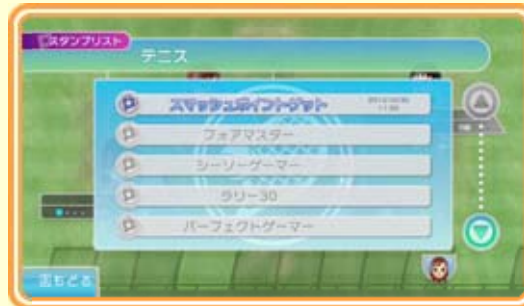 スタンプリスト
テニス
スマッシュポイントゲット
フォアマスター
シーソーゲーマー
ラリー30
パーフェクトゲーマー
もどる